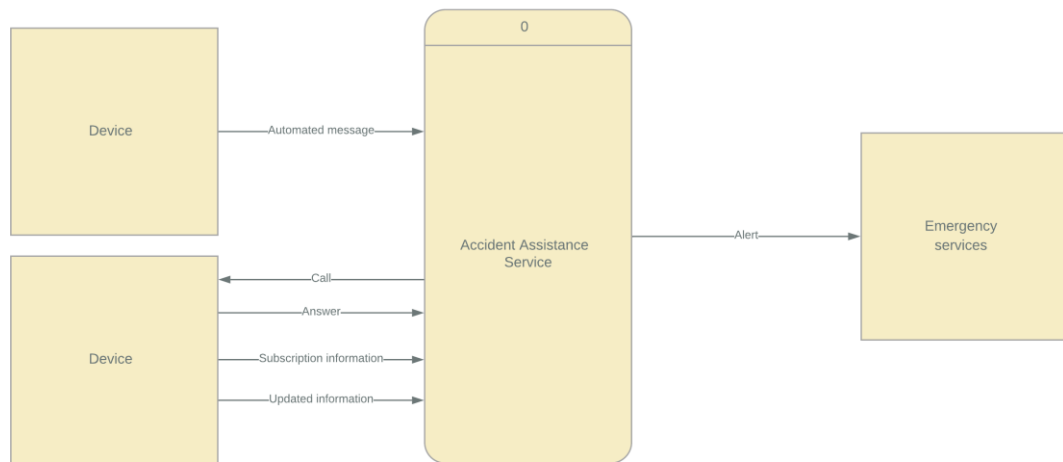 0
Device
Automated message
Accident Assistance
Service
Alert
Emergency
services
Device
Call
Answer
Subscription information
Updated information